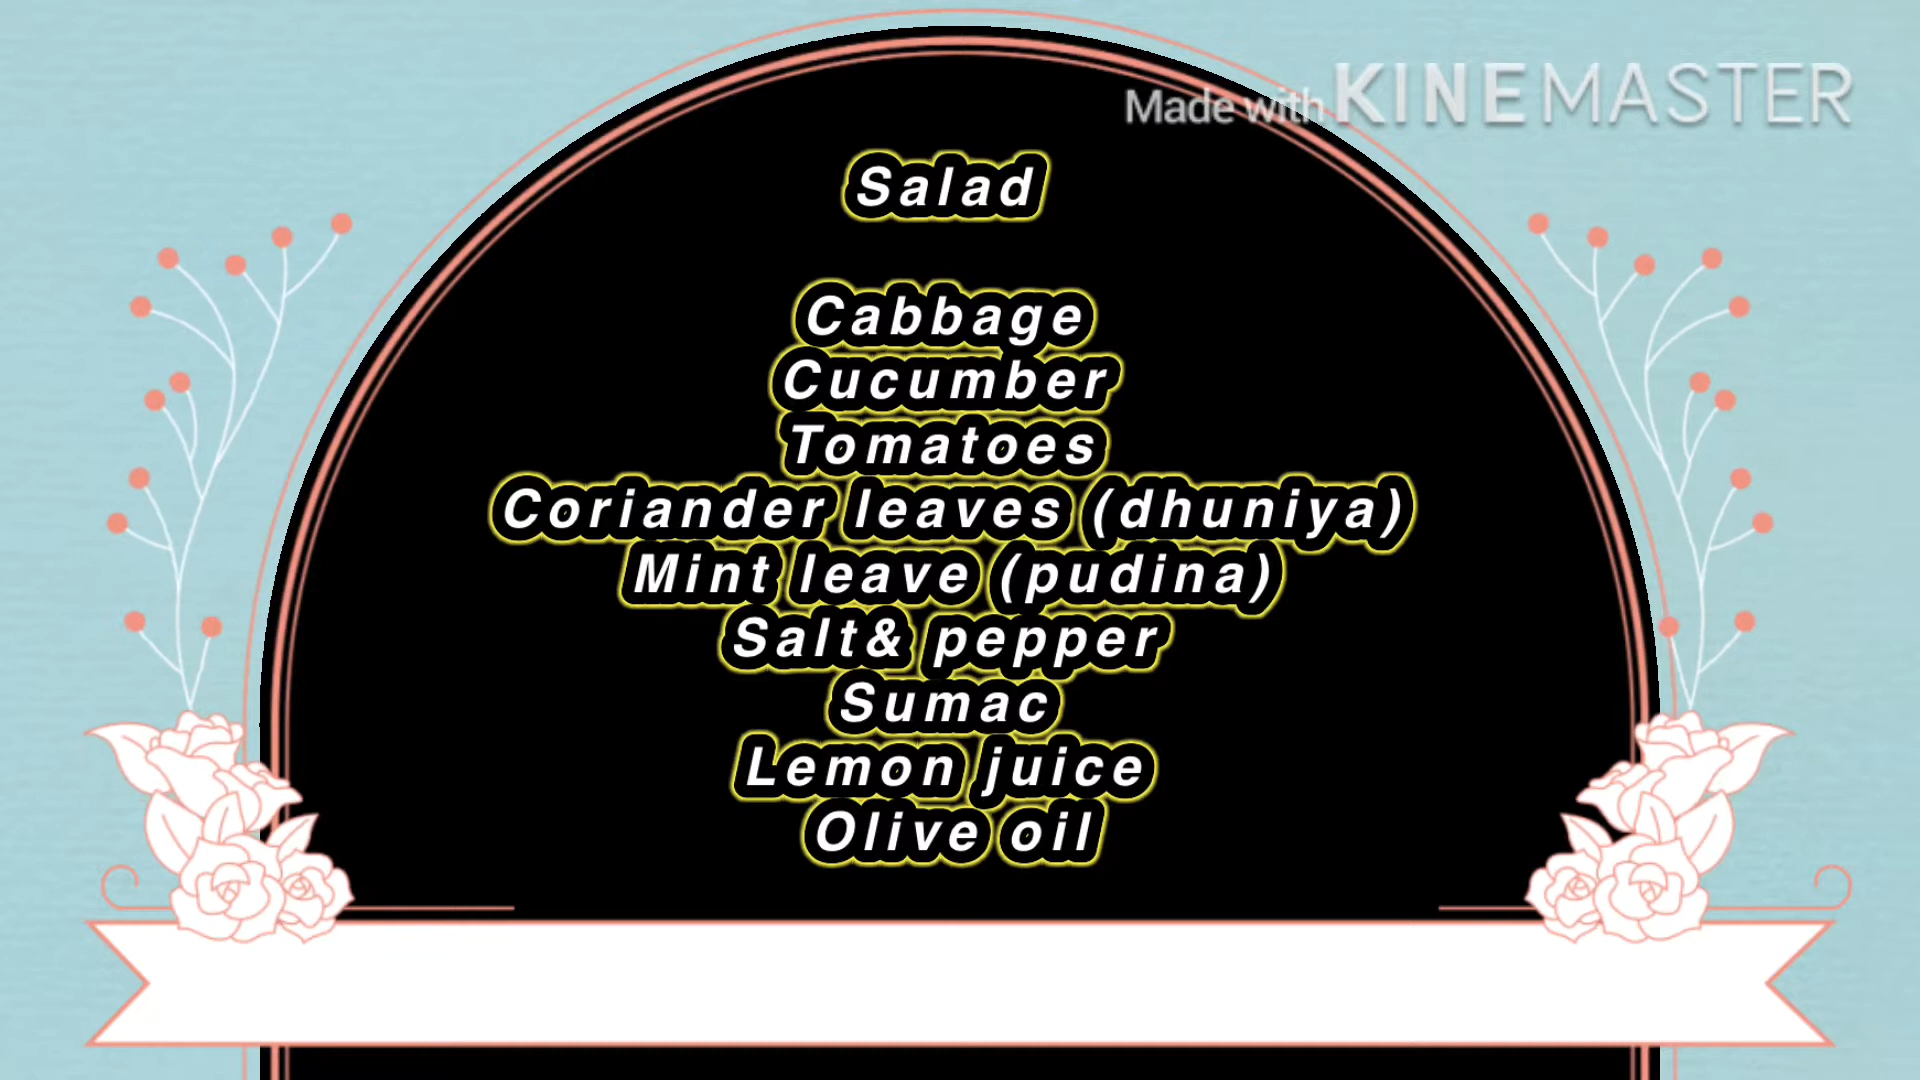 Made with KINEMASTER
Salad
Cabbage
Cucumber
Tomatoes
Coriander leaves (dhuniya)
Mint leave (pudina)
Salt& pepper
Sumac
Lemon juice
Olive oil